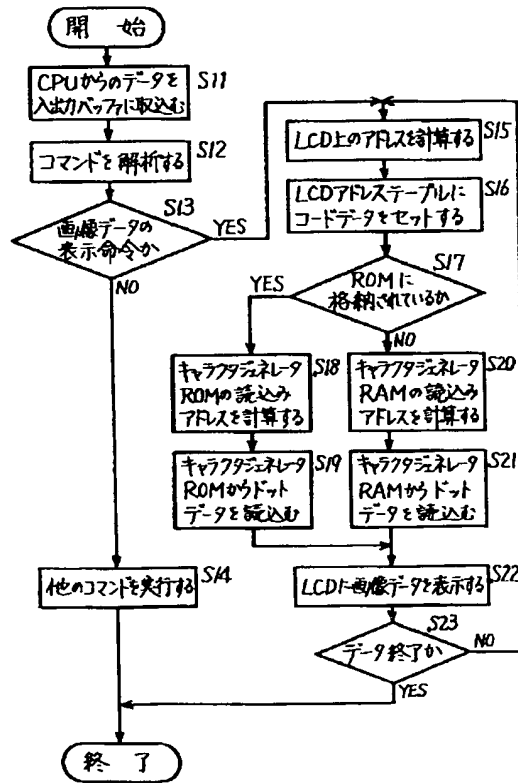 開始
CPUからのデータを
入出力バッファに取込む
S11
コマンドを解析する
S12
画像データの
表示命令か
S13
YES
NO
他のコマンドを実行する
S14
LCD上のアドレスを計算する
S15
LCDアドレステーブルに
コードデータをセットする
S16
ROMに
格納されているか
S17
YES
NO
キャラクタジェネレータ
ROMの読込み
アドレスを計算する
S18
キャラクタジェネレータ
ROMからドット
データを読込む
S19
キャラクタジェネレータ
RAMの読込み
アドレスを計算する
S20
キャラクタジェネレータ
RAMからドット
データを読込む
S21
LCDに画像データを表示する
S22
データ終了か
S23
NO
YES
終了